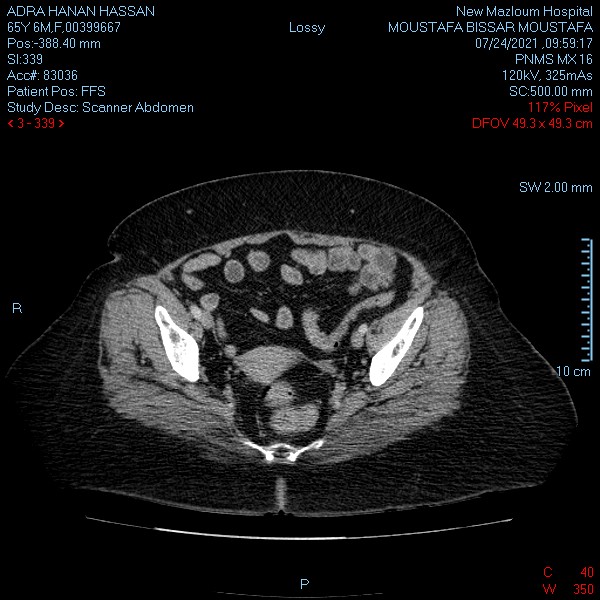 ADRA HANAN HASSAN
65Y 6M,F,00399667
Pos:-388.40 mm
SI:339
Acc#: 83036
Patient Pos: FFS
Study Desc: Scanner Abdomen
< 3 - 339 >
Lossy
New Mazloum Hospital
MOUSTAFA BISSAR MOUSTAFA
07/24/2021 ,09:59:17
PNMS MX 16
120kV, 325mAs
SC:500.00 mm
117% Pixel
DFOV 49.3 x 49.3 cm
SW 2.00 mm
R
10 cm
P
C 40
W 350